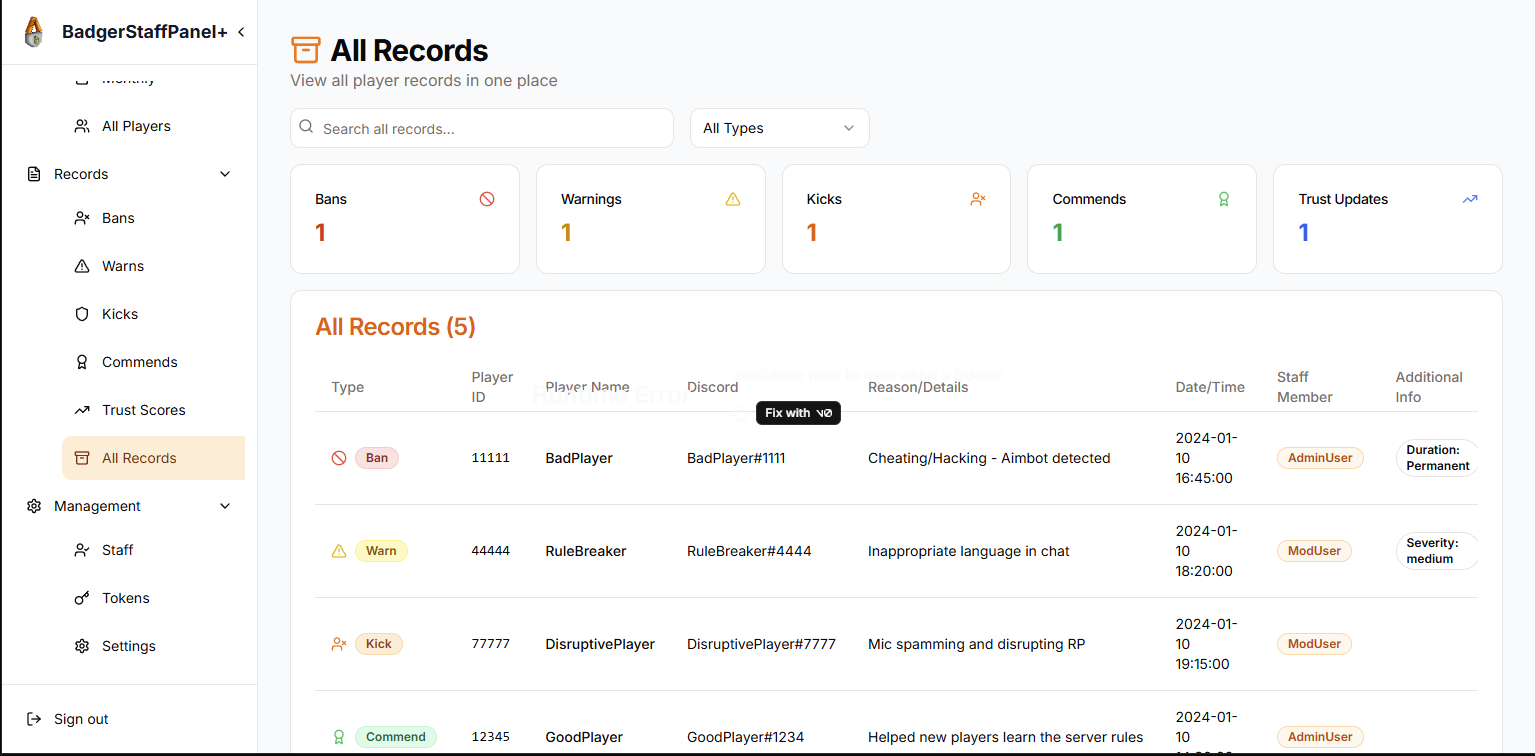 BadgerStaffPanel+
Monthly
All Players
Records
Bans
Warns
Kicks
Commends
Trust Scores
All Records
Management
Staff
Tokens
Settings
Sign out
All Records
View all player records in one place
Search all records...
All Types
Bans
1
Warnings
1
Kicks
1
Commends
1
Trust Updates
1
All Records (5)
Type
Player
ID
Player Name
Discord
Reason/Details
Date/Time
Staff
Member
Additional
Info
Runtime Error
useSidebar must be used within a Sidebar
Fix with v0
Ban
11111
BadPlayer
BadPlayer#1111
Cheating/Hacking - Aimbot detected
2024-01-
10
16:45:00
AdminUser
Duration:
Permanent
Warn
44444
RuleBreaker
RuleBreaker#4444
Inappropriate language in chat
2024-01-
10
18:20:00
ModUser
Severity:
medium
Kick
77777
DisruptivePlayer
DisruptivePlayer#7777
Mic spamming and disrupting RP
2024-01-
10
19:15:00
ModUser
Commend
12345
GoodPlayer
GoodPlayer#1234
Helped new players learn the server rules
2024-01-
10
AdminUser